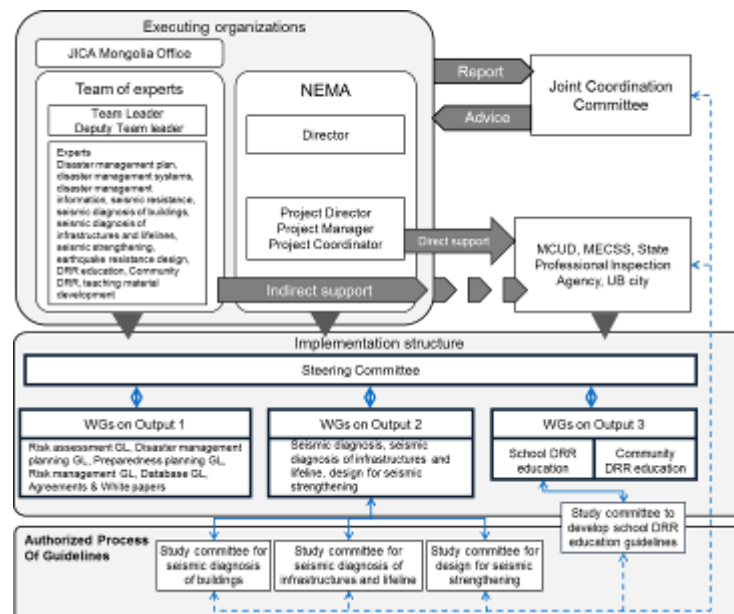 Executing organizations
JICA Mongolia Office
Team of experts
Team Leader
Deputy Team leader
Experts
Disaster management plan,
disaster management systems,
disaster management
information, seismic resistance,
seismic diagnosis of buildings,
seismic diagnosis of
infrastructures and lifelines,
seismic strengthening,
earthquake resistance design,
DRR education, Community
DRR, teaching material
development
NEMA
Director
Project Director
Project Manager
Project Coordinator
Report
Advice
Joint Coordination
Committee
Direct support
Indirect support
MCUD, MECSS, State
Professional Inspection
Agency, UB city
Implementation structure
Steering Committee
WGs on Output 1
Risk assessment GL, Disaster management
planning GL, Preparedness planning GL,
Risk management GL, Database GL,
Agreements & White papers
WGs on Output 2
Seismic diagnosis, seismic
diagnosis of infrastructures and
lifeline, design for seismic
strengthening
WGs on Output 3
School DRR
education
Community
DRR education
Study committee to
develop school DRR
education guidelines
Authorized Process
Of Guidelines
Study committee for
seismic diagnosis
of buildings
Study committee for
seismic diagnosis of
infrastructures and lifeline
Study committee for
design for seismic
strengthening